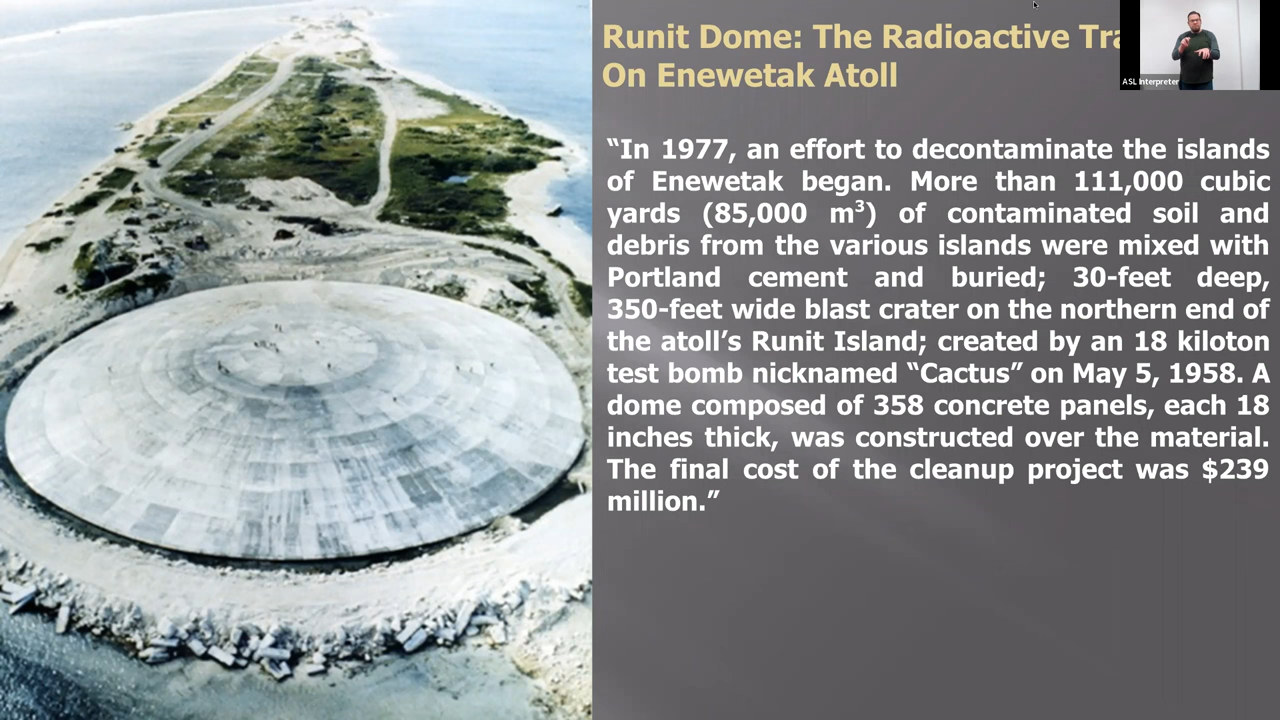 Runit Dome: The Radioactive
On Enewetak Atoll
ASL Interpreter
“In 1977, an effort to decontaminate the islands
of Enewetak began. More than 111,000 cubic
yards (85,000 m³) of contaminated soil and
debris from the various islands were mixed with
Portland cement and buried; 30-feet deep,
350-feet wide blast crater on the northern end of
the atoll’s Runit Island; created by an 18 kiloton
test bomb nicknamed “Cactus” on May 5, 1958. A
dome composed of 358 concrete panels, each 18
inches thick, was constructed over the material.
The final cost of the cleanup project was $239
million.”